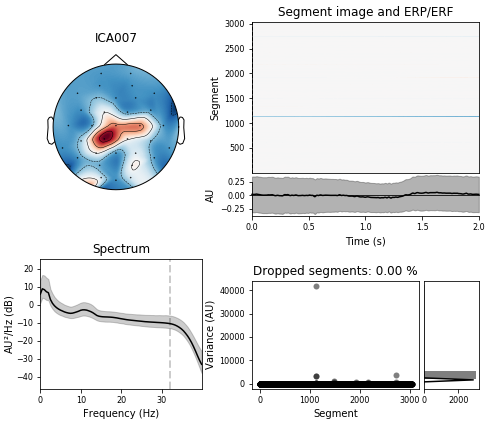 ICA007
Segment image and ERP/ERF
Segment
3000
2500
2000
1500
1000
500
AU
0.25
0.00
−0.25
0.0 0.5 1.0 1.5 2.0
Time (s)
Spectrum
AU²/Hz (dB)
20
10
0
−10
−20
−30
−40
0 10 20 30
Frequency (Hz)
Dropped segments: 0.00 %
Variance (AU)
40000
30000
20000
10000
0
0 1000 2000 3000
Segment
0 2000